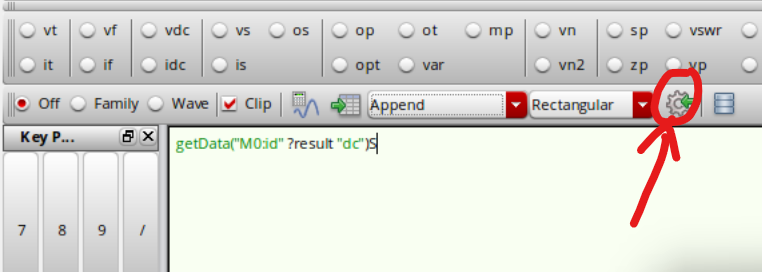 vt vf vdc vs os op ot mp vn sp vswr
it if idc is opt var vn2 zp yp
Off Family Wave Clip Append Rectangular
Key P...
getData("M0:id" ?result "dc")S
7 8 9 /